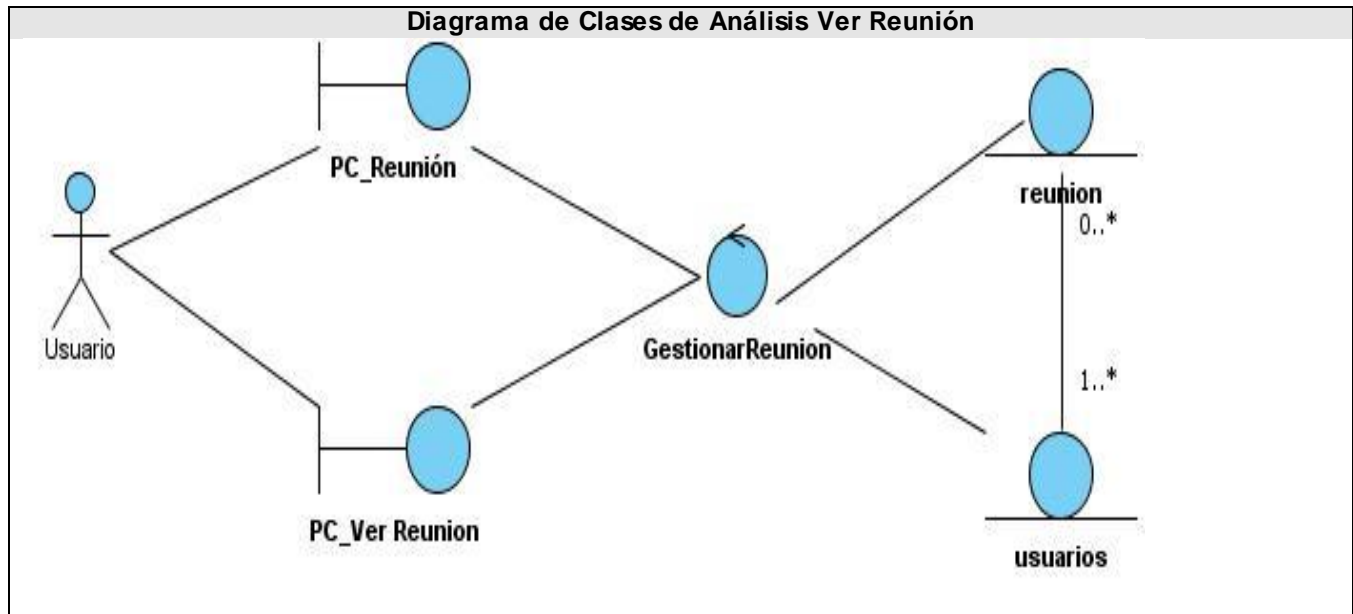 Diagrama de Clases de Análisis Ver Reunión
PC_Reunión
reunion
0..*
Usuario
GestionarReunion
1..*
PC_Ver Reunion
usuarios